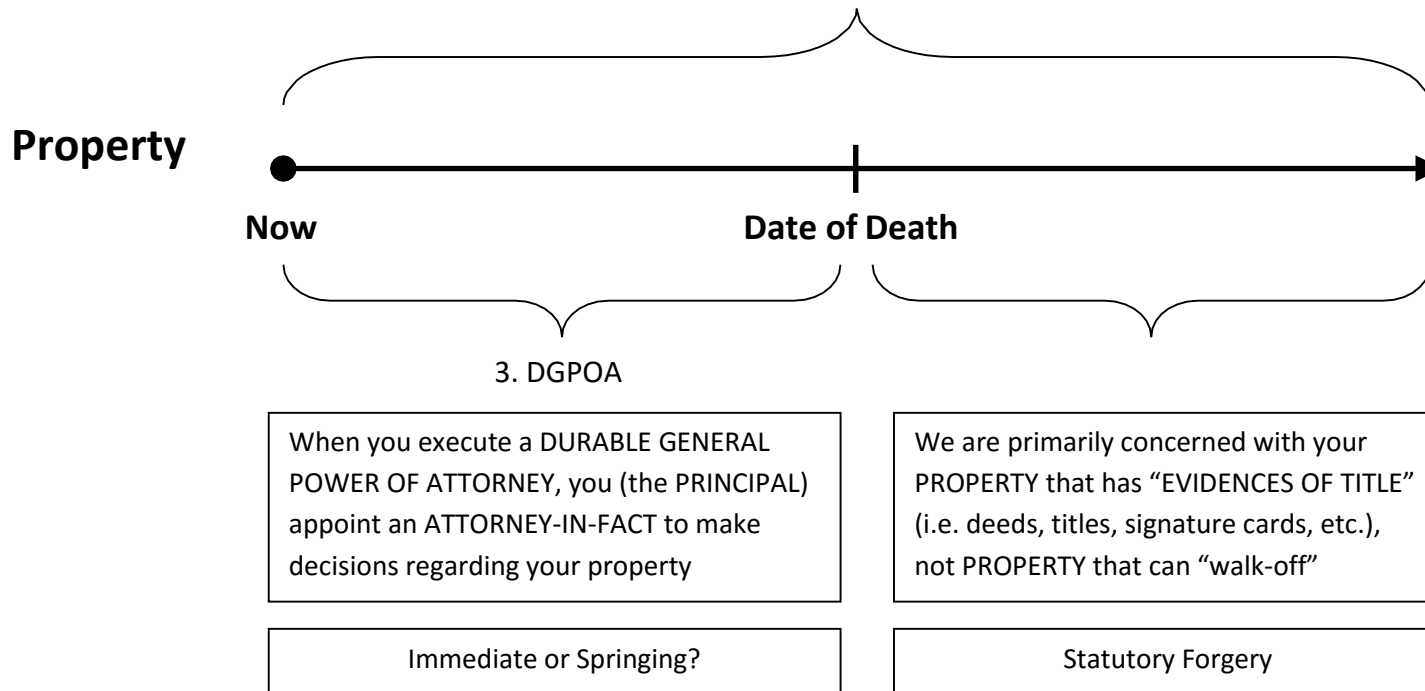 Property
Now
Date of Death
3. DGPOA
When you execute a DURABLE GENERAL
POWER OF ATTORNEY, you (the PRINCIPAL)
appoint an ATTORNEY-IN-FACT to make
decisions regarding your property
We are primarily concerned with your
PROPERTY that has “EVIDENCES OF TITLE”
(i.e. deeds, titles, signature cards, etc.),
not PROPERTY that can “walk-off”
Immediate or Springing?
Statutory Forgery